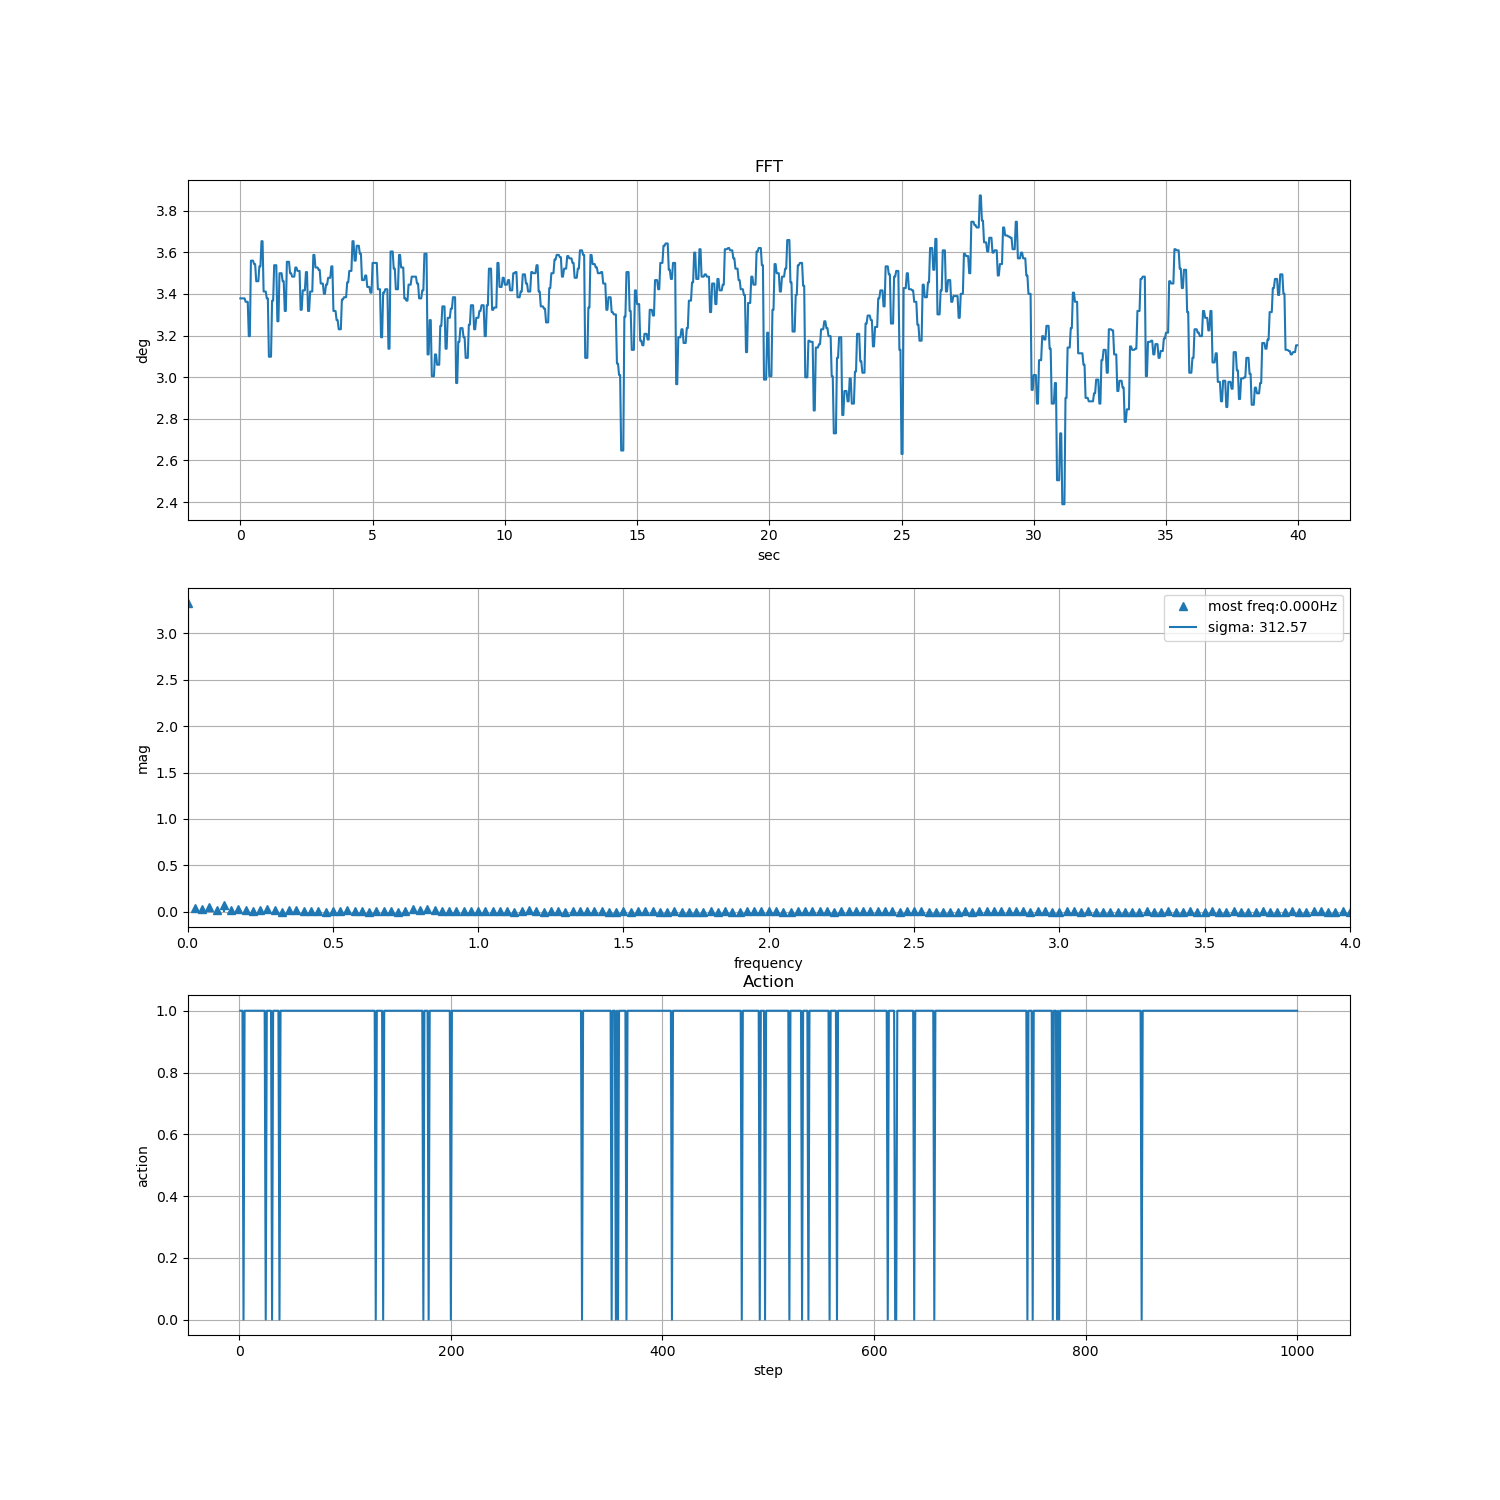 FFT
3.8
3.6
3.4
3.2
3.0
2.8
2.6
2.4
deg
0 5 10 15 20 25 30 35 40
sec
most freq:0.000Hz
sigma: 312.57
3.0
2.5
2.0
1.5
1.0
0.5
0.0
mag
0.0 0.5 1.0 1.5 2.0 2.5 3.0 3.5 4.0
frequency
Action
1.0
0.8
0.6
0.4
0.2
0.0
action
0 200 400 600 800 1000
step